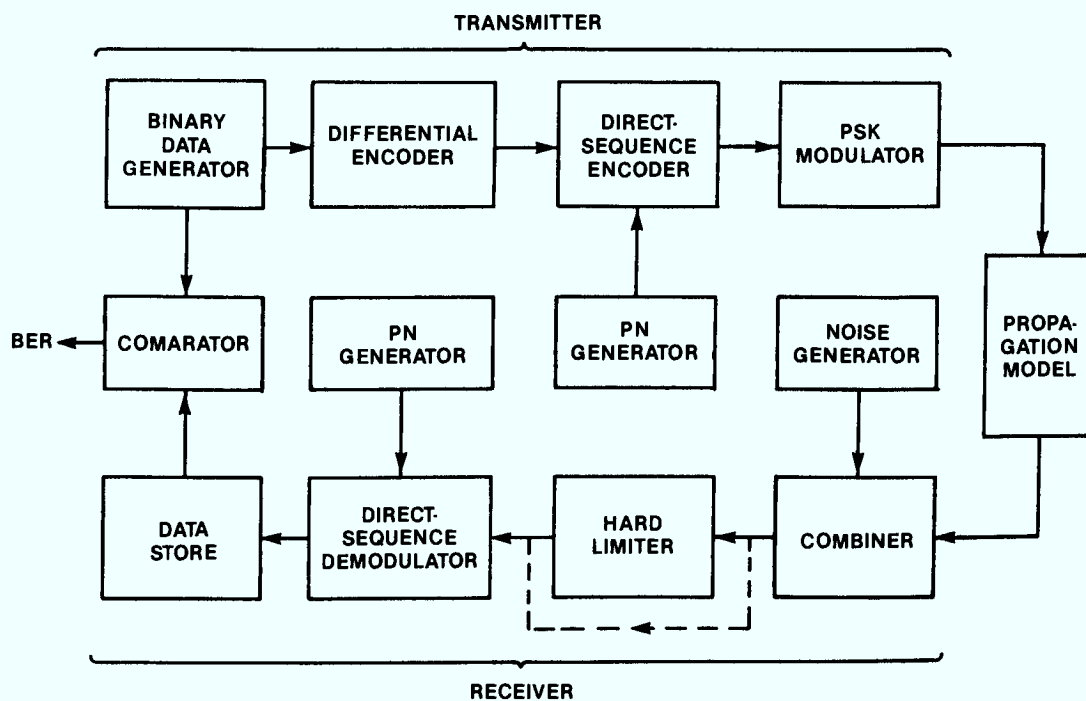 TRANSMITTER
BINARY
DATA
GENERATOR
DIFFERENTIAL
ENCODER
DIRECT-
SEQUENCE
ENCODER
PSK
MODULATOR
BER
COMARATOR
PN
GENERATOR
PN
GENERATOR
NOISE
GENERATOR
PROPA-
GATION
MODEL
DATA
STORE
DIRECT-
SEQUENCE
DEMODULATOR
HARD
LIMITER
COMBINER
RECEIVER